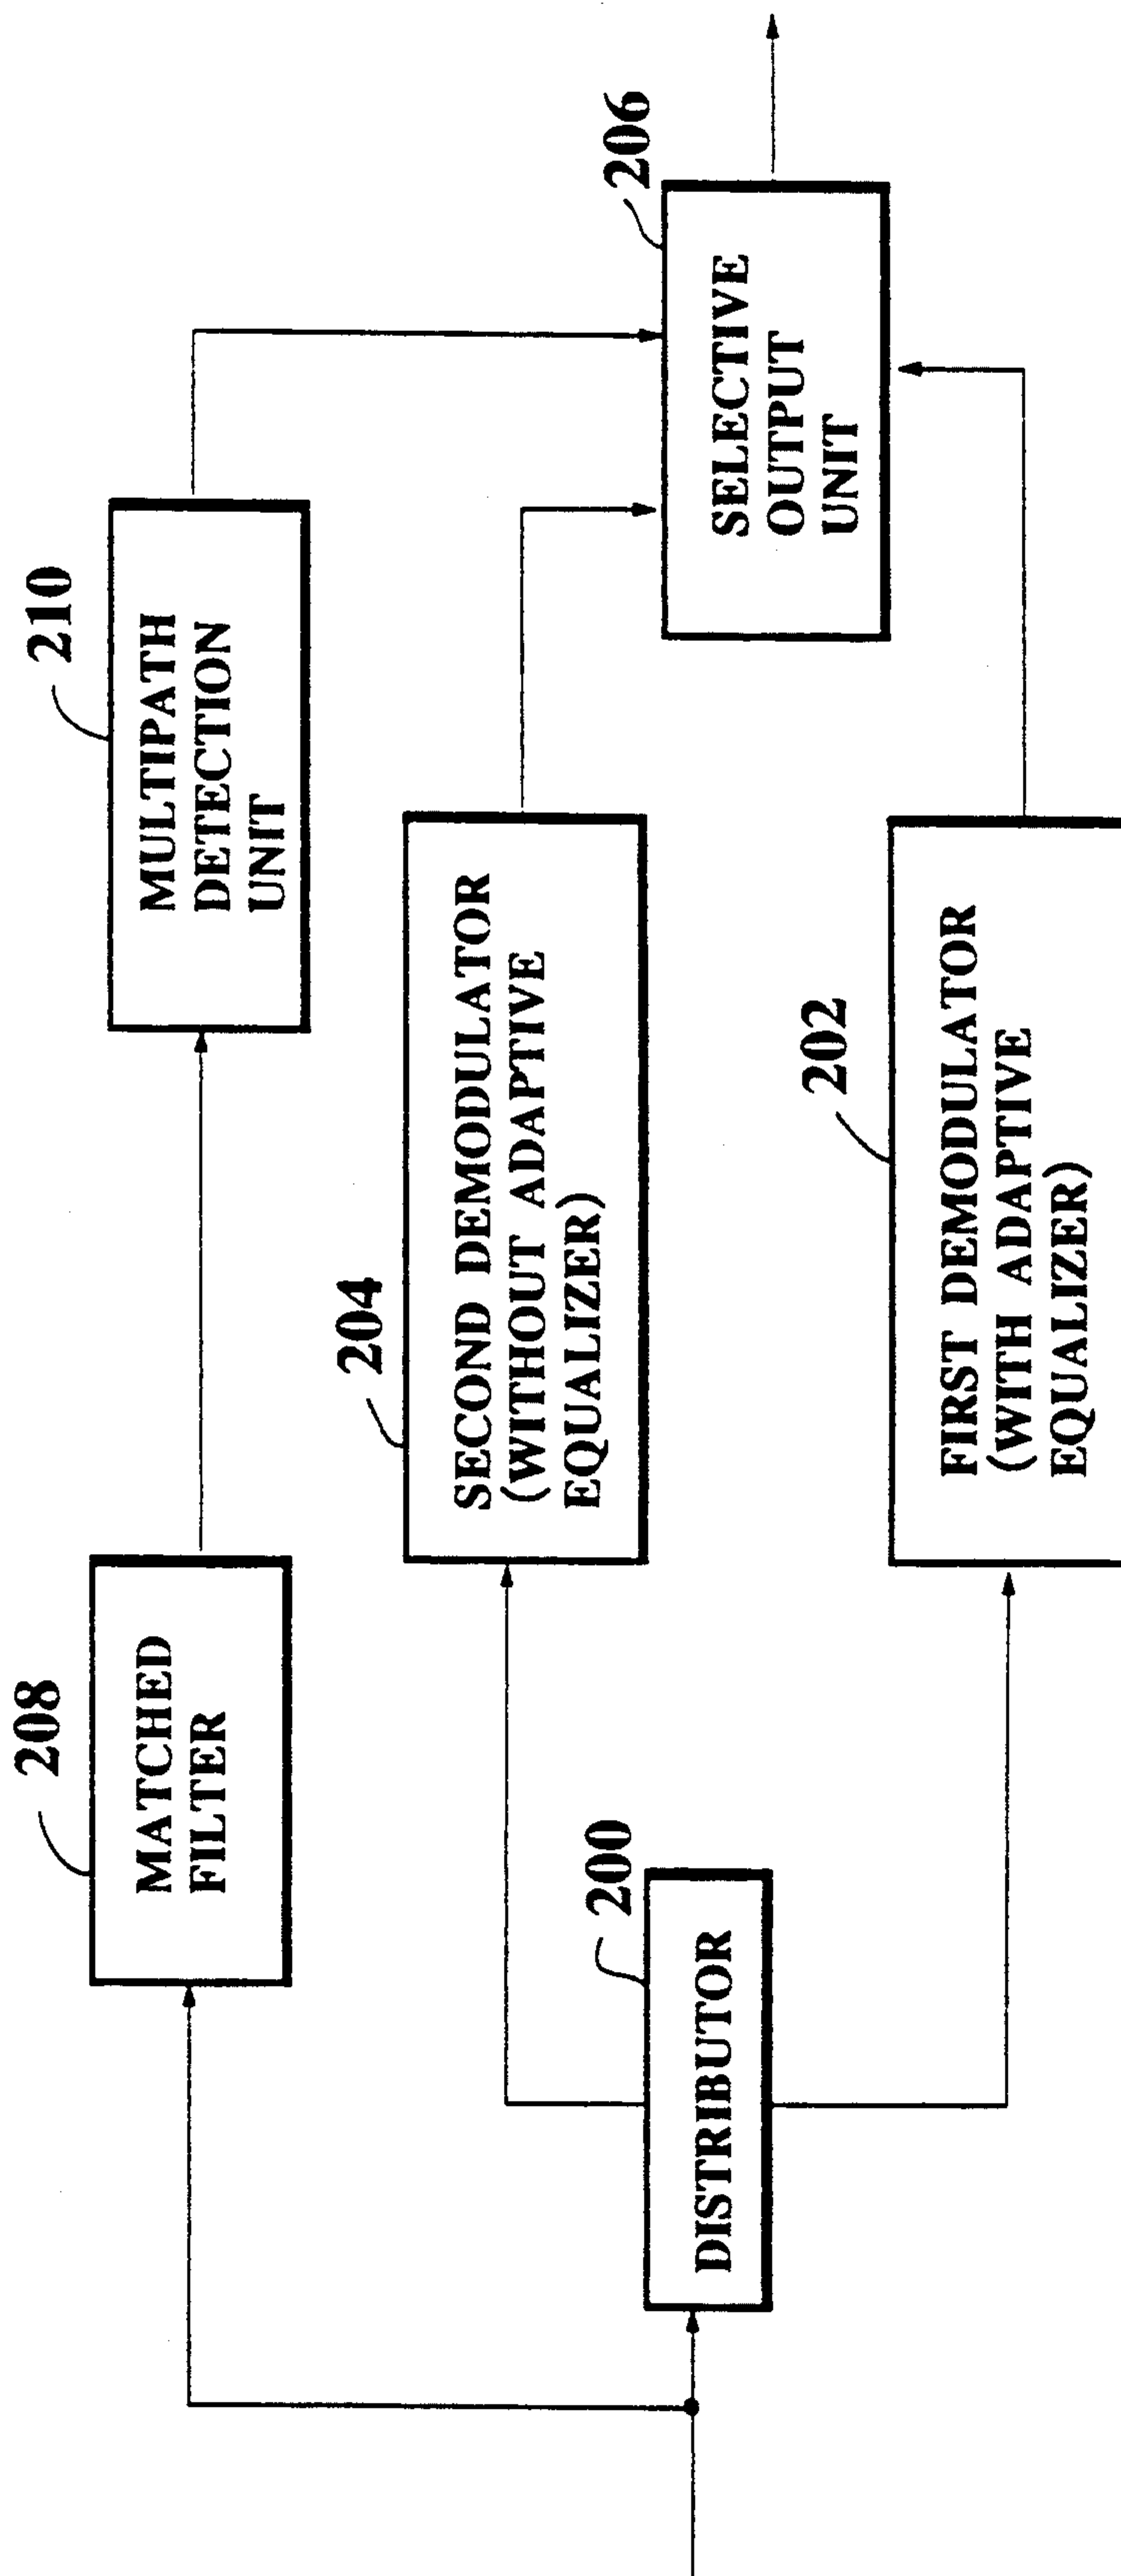 208
MATCHED
FILTER
210
MULTIPATH
DETECTION
UNIT
204
SECOND DEMODULATOR
(WITHOUT ADAPTIVE
EQUALIZER)
206
SELECTIVE
OUTPUT
UNIT
200
DISTRIBUTOR
202
FIRST DEMODULATOR
(WITH ADAPTIVE
EQUALIZER)